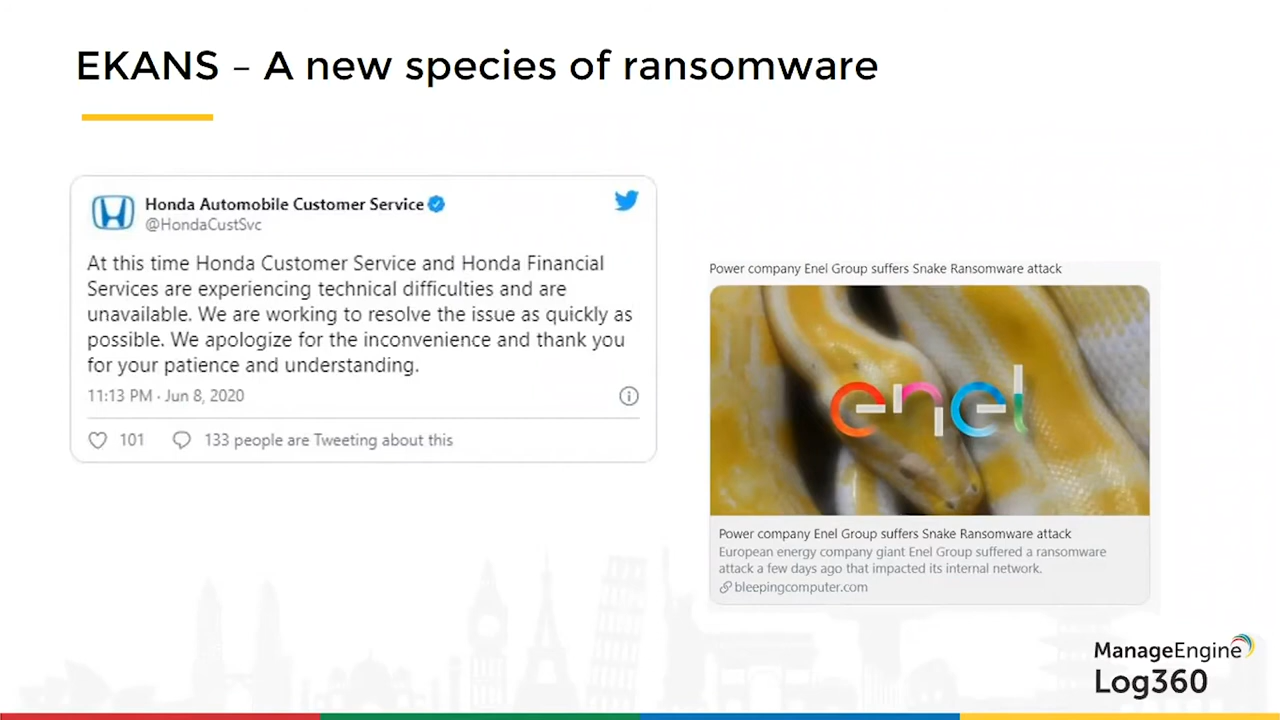 EKANS – A new species of ransomware
Honda Automobile Customer Service
@HondaCustSvc
At this time Honda Customer Service and Honda Financial
Services are experiencing technical difficulties and are
unavailable. We are working to resolve the issue as quickly as
possible. We apologize for the inconvenience and thank you
for your patience and understanding.
11:13 PM · Jun 8, 2020
101 133 people are Tweeting about this
Power company Enel Group suffers Snake Ransomware attack
enel
Power company Enel Group suffers Snake Ransomware attack
European energy company giant Enel Group suffered a ransomware
attack a few days ago that impacted its internal network.
bleepingcomputer.com
ManageEngine
Log360